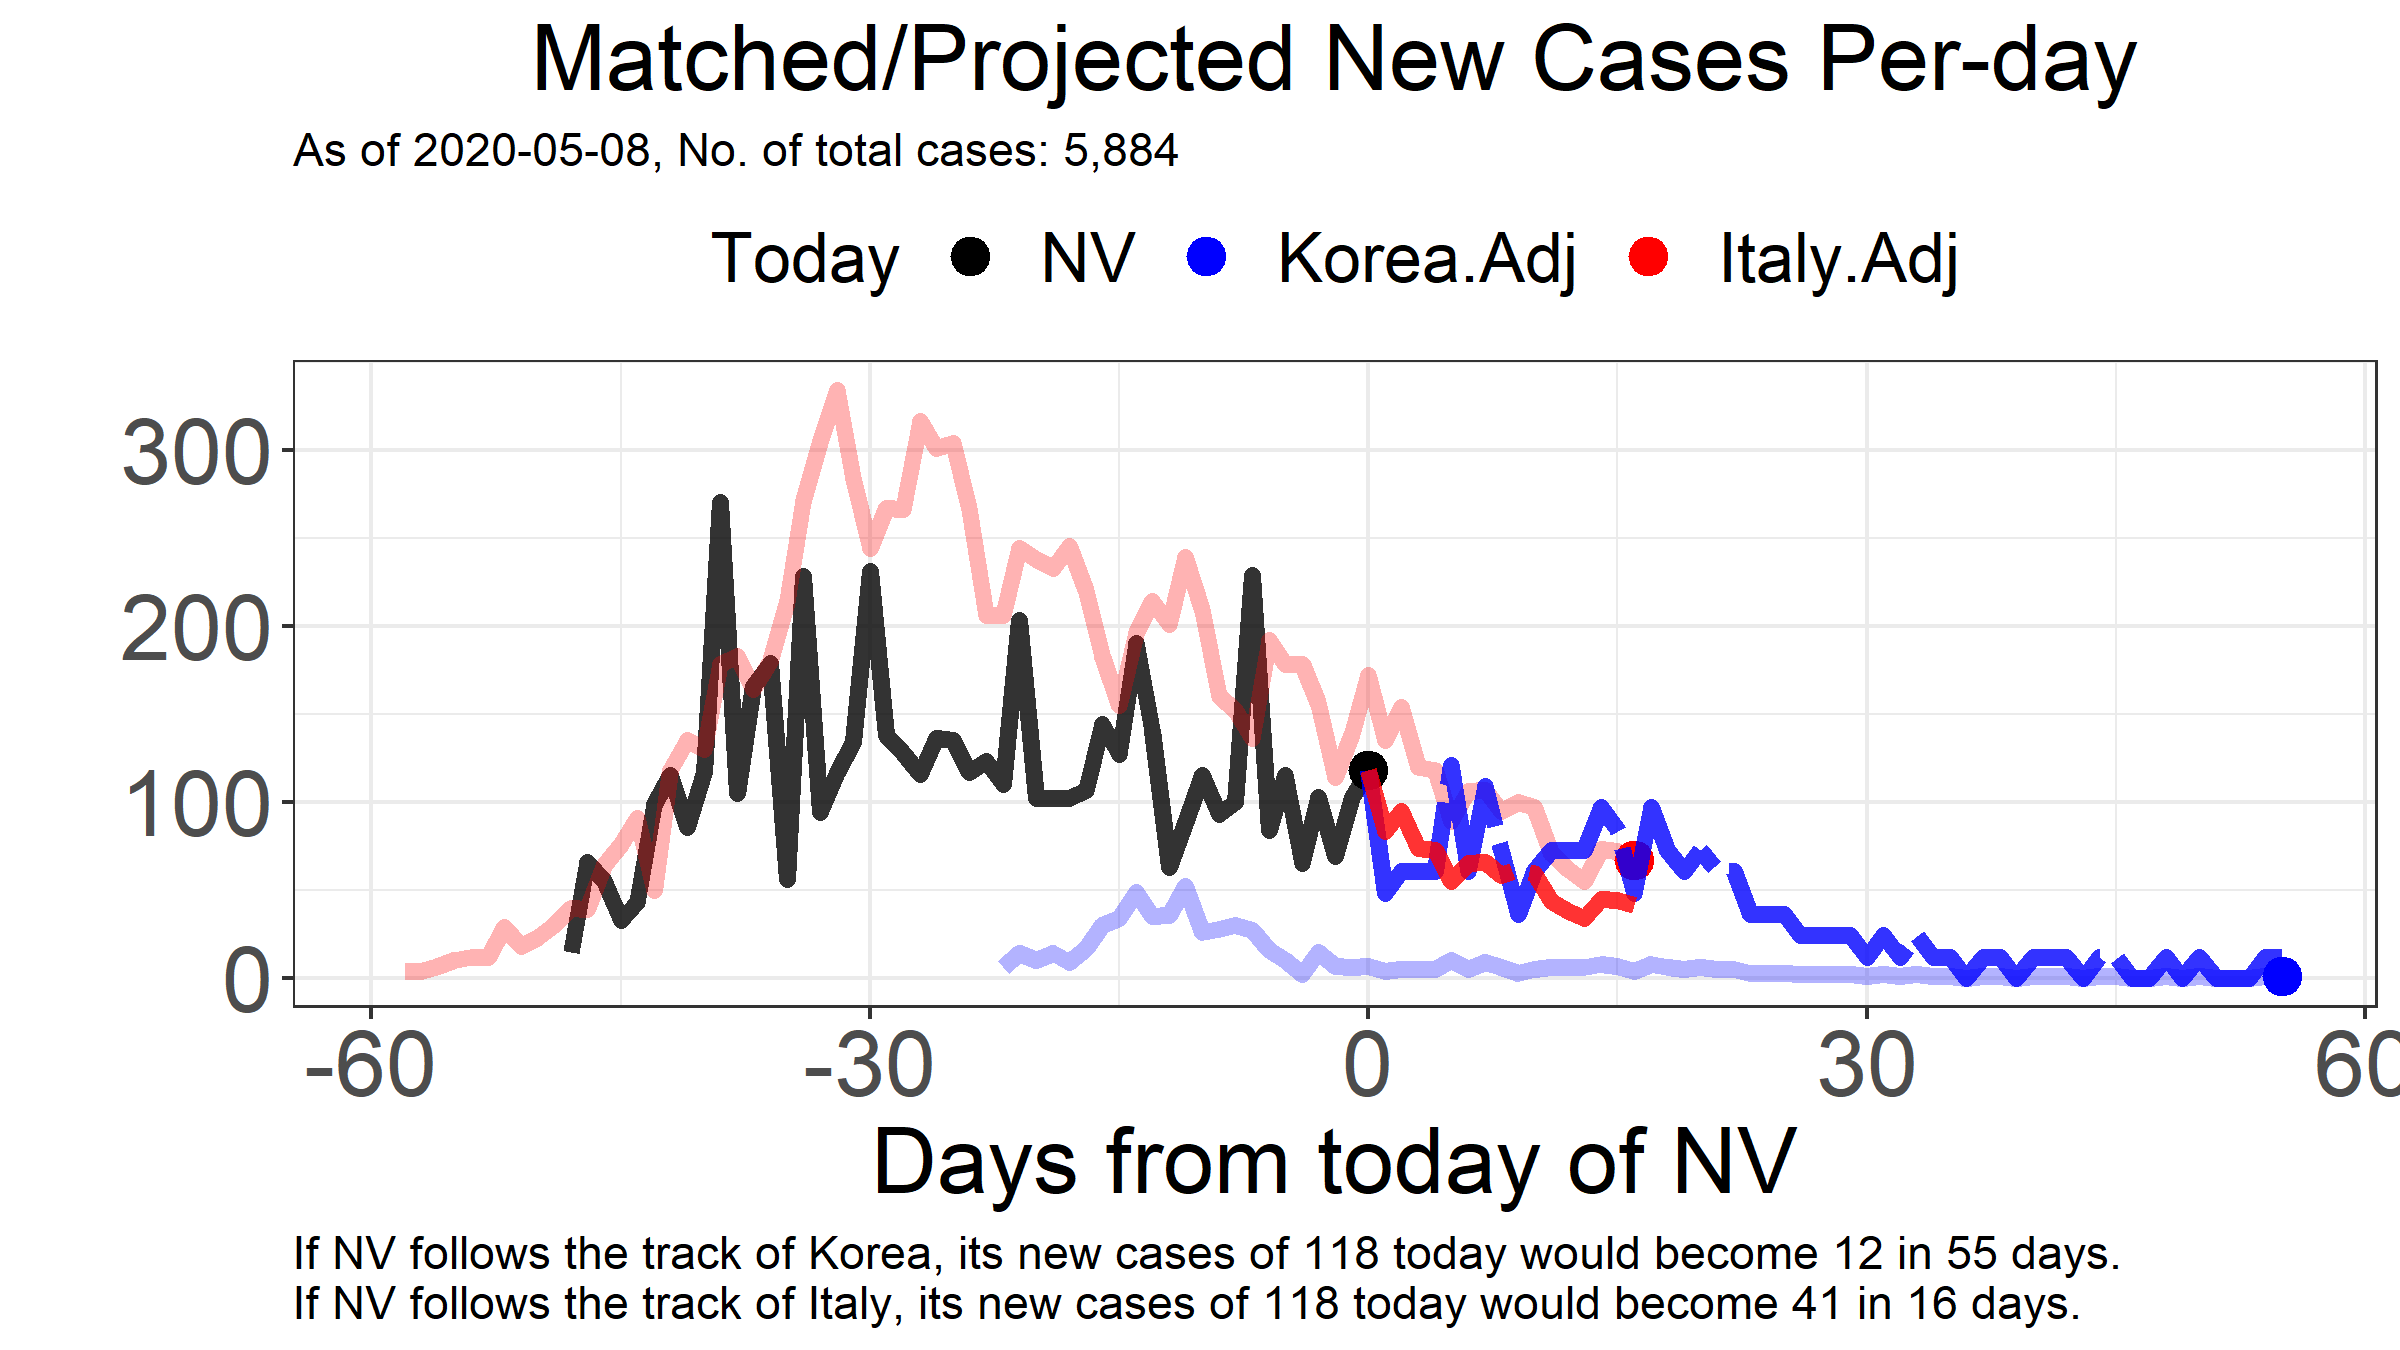 Matched/Projected New Cases Per-day
As of 2020-05-08, No. of total cases: 5,884
Today NV Korea.Adj Italy.Adj
300
200
100
0
-60 -30 0 30 60
Days from today of NV
If NV follows the track of Korea, its new cases of 118 today would become 12 in 55 days.
If NV follows the track of Italy, its new cases of 118 today would become 41 in 16 days.